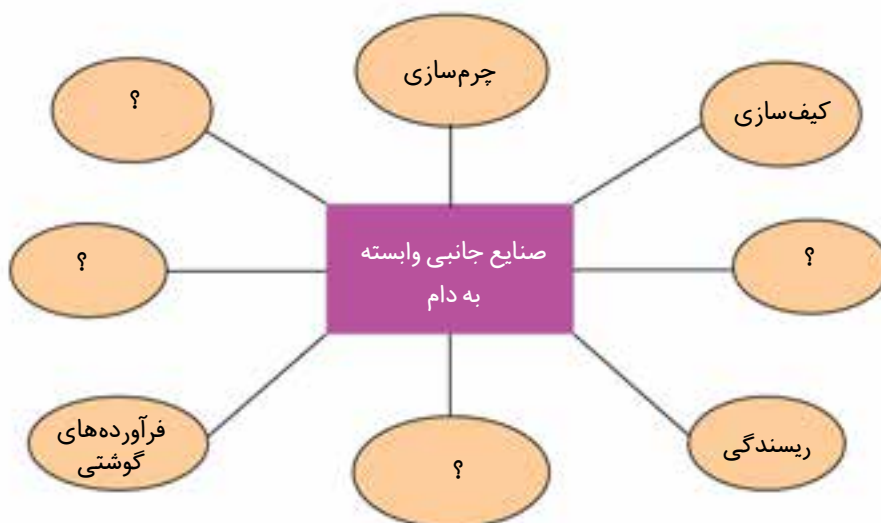 چرم‌سازی
؟
کیف‌سازی
صنایع جانبی وابسته
به دام
؟
؟
فرآورده‌های
گوشتی
ریسندگی
؟